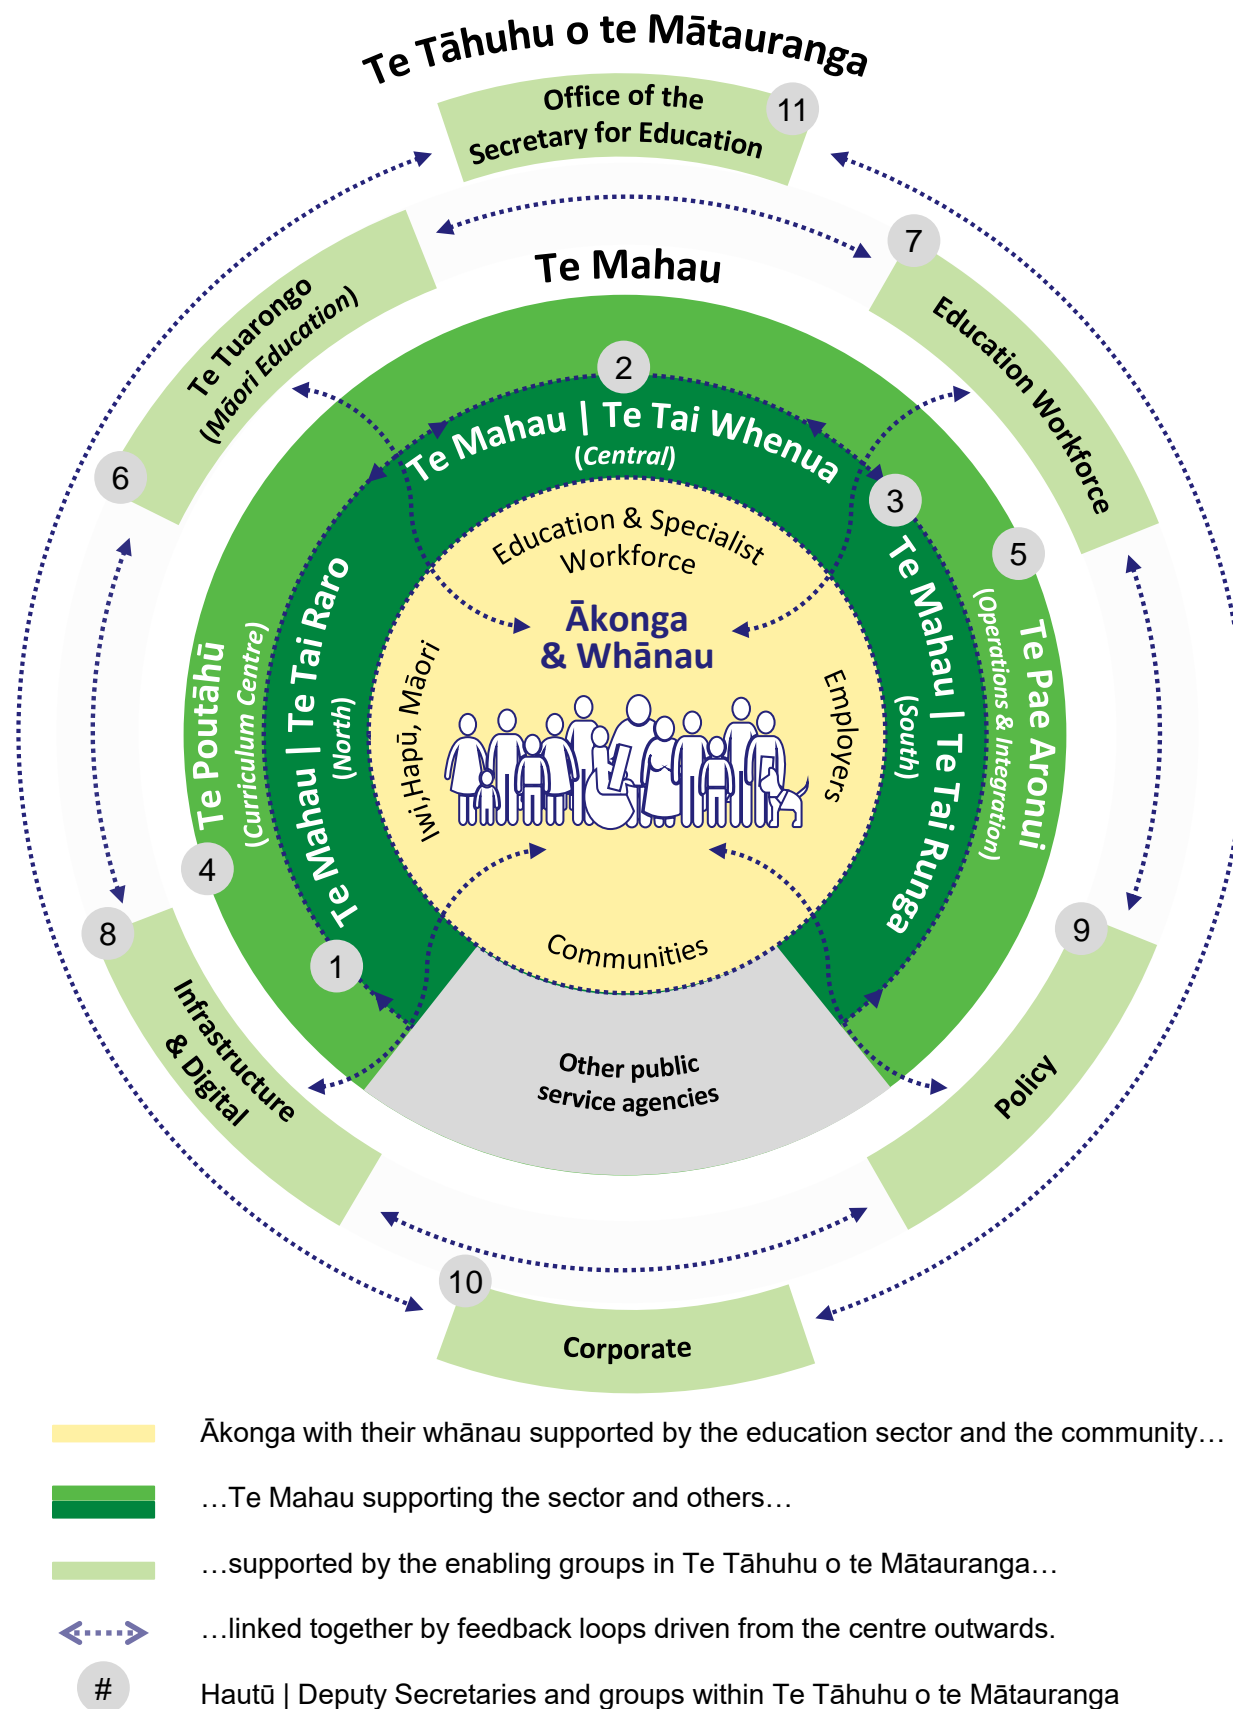 Te Tāhuhu o te Mātauranga
Office of the
Secretary for Education
11
Te Mahau
7
Education Workforce
Te Tuarongo
(Māori Education)
6
2
Te Mahau | Te Tai Whenua
(Central)
3
5
Te Pae Aronui
(Operations & Integration)
Te Mahau | Te Tai Runga
(South)
Te Poutāhū
(Curriculum Centre)
4
Te Mahau | Te Tai Raro
(North)
1
Education & Specialist
Workforce
Ākonga
& Whānau
Iwi, Hapū, Māori
Employers
Communities
Other public
service agencies
8
Infrastructure
& Digital
9
Policy
10
Corporate
Ākonga with their whānau supported by the education sector and the community…
…Te Mahau supporting the sector and others…
…supported by the enabling groups in Te Tāhuhu o te Mātauranga…
…linked together by feedback loops driven from the centre outwards.
# Hautū | Deputy Secretaries and groups within Te Tāhuhu o te Mātauranga